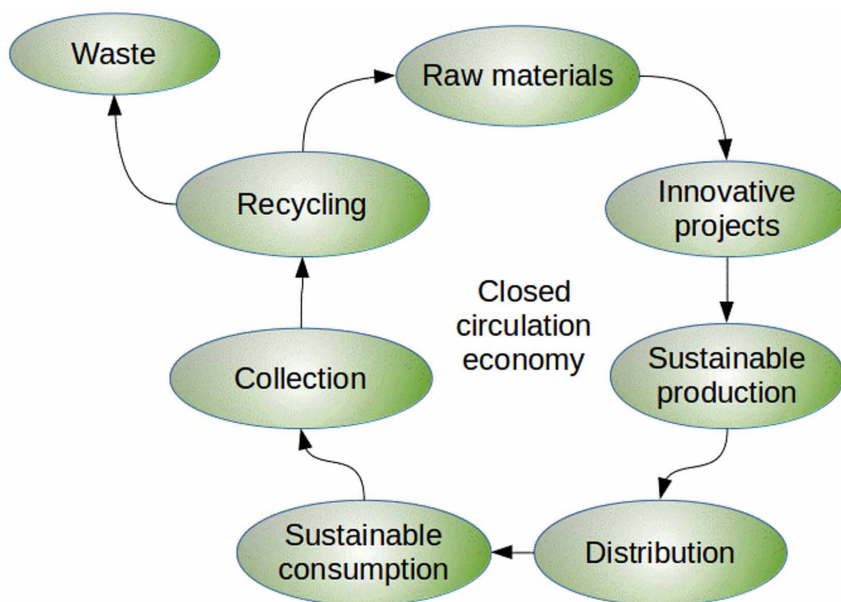 Waste
Raw materials
Recycling
Innovative
projects
Closed
circulation
economy
Collection
Sustainable
production
Sustainable
consumption
Distribution